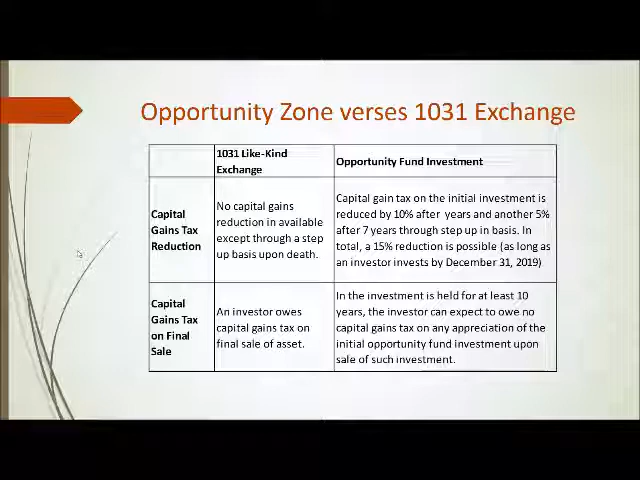 Opportunity Zone verses 1031 Exchange
1031 Like-Kind
Exchange
Opportunity Fund Investment
Capital
Gains Tax
Reduction
No capital gains
reduction in available
except through a step
up basis upon death.
Capital gain tax on the initial investment is
reduced by 10% after  years and another 5%
after 7 years through step up in basis. In
total, a 15% reduction is possible (as long as
an investor invests by December 31, 2019)
Capital
Gains Tax
on Final
Sale
An investor owes
capital gains tax on
final sale of asset.
In the investment is held for at least 10
years, the investor can expect to owe no
capital gains tax on any appreciation of the
initial opportunity fund investment upon
sale of such investment.